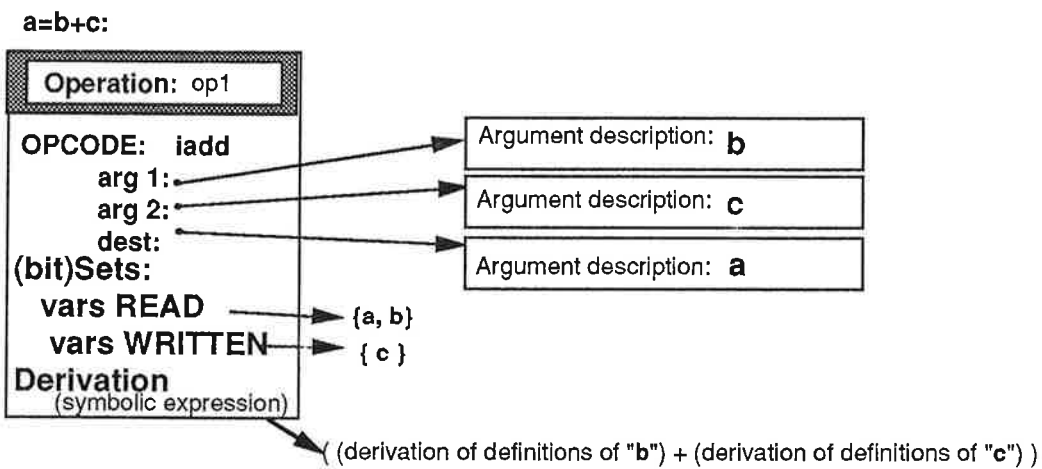 a=b+c:
Operation: op1
OPCODE: iadd
arg 1:
arg 2:
dest:
(bit)Sets:
vars READ
vars WRITTEN
Derivation
(symbolic expression)
Argument description: b
Argument description: c
Argument description: a
{a, b}
{ c }
( (derivation of definitions of "b") + (derivation of definitions of "c") )